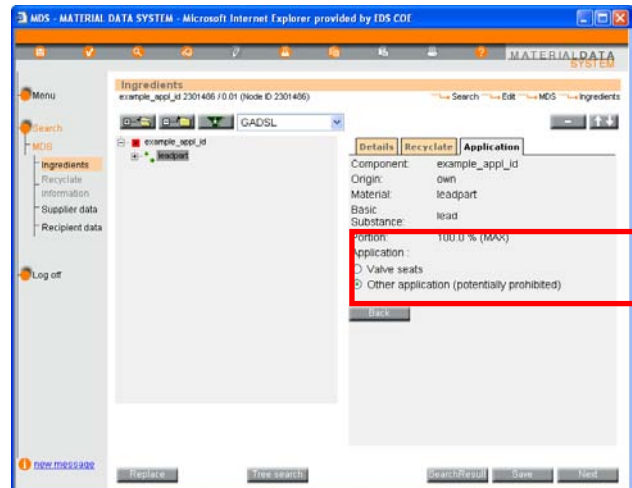 MDS - MATERIAL DATA SYSTEM - Microsoft Internet Explorer provided by EDS COE
MATERIALDATA
SYSTEM
Menu
Search
MDB
Ingredients
Recyclate
information
Supplier data
Recipient data
Log off
new message
Ingredients
example_appl_id 2301486 / 0.01 (Node ID 2301486)
Search Edit MDS Ingredients
GADSL
example_appl_id
leadpart
Details Recyclate Application
Component: example_appl_id
Origin: own
Material: leadpart
Basic
Substance: lead
Portion: 100.0 % (MAX)
Application :
Valve seats
Other application (potentially prohibited)
Back
Replace Tree search SearchResult Save Next